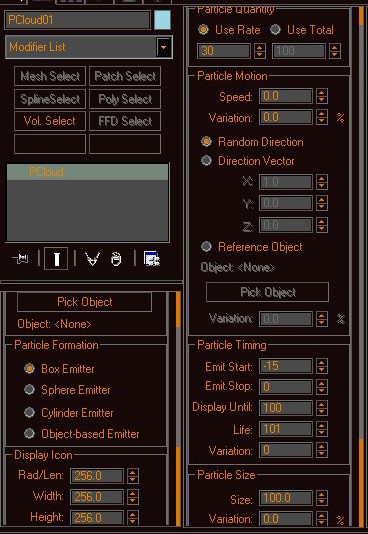 PCloud01
Modifier List
Mesh Select Patch Select
SplineSelect Poly Select
Vol. Select FFD Select
PCloud
Pick Object
Object: <None>
Particle Formation
Box Emitter
Sphere Emitter
Cylinder Emitter
Object-based Emitter
Display Icon
Rad/Len: 256.0
Width: 256.0
Height: 256.0
Particle Quantity
Use Rate Use Total
30 100
Particle Motion
Speed: 0.0
Variation: 0.0 %
Random Direction
Direction Vector
X: 1.0
Y: 0.0
Z: 0.0
Reference Object
Object: <None>
Pick Object
Variation: 0.0 %
Particle Timing
Emit Start: -15
Emit Stop: 0
Display Until: 100
Life: 101
Variation: 0
Particle Size
Size: 100.0
Variation: 0.0 %